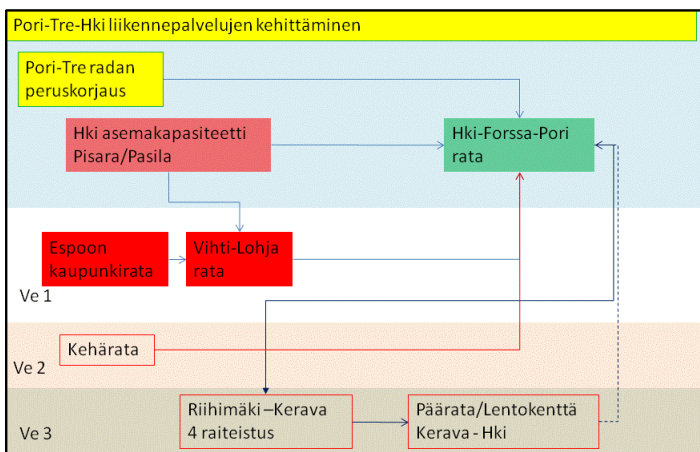 Pori-Tre-Hki liikennepalvelujen kehittäminen
Pori-Tre radan
peruskorjaus
Hki asemakapasiteetti
Pisara/Pasila
Hki-Forssa-Pori
rata
Espoon
kaupunkirata
Vihti-Lohja
rata
Ve 1
Kehärata
Ve 2
Riihimäki –Kerava
4 raiteistus
Päärata/Lentokenttä
Kerava - Hki
Ve 3